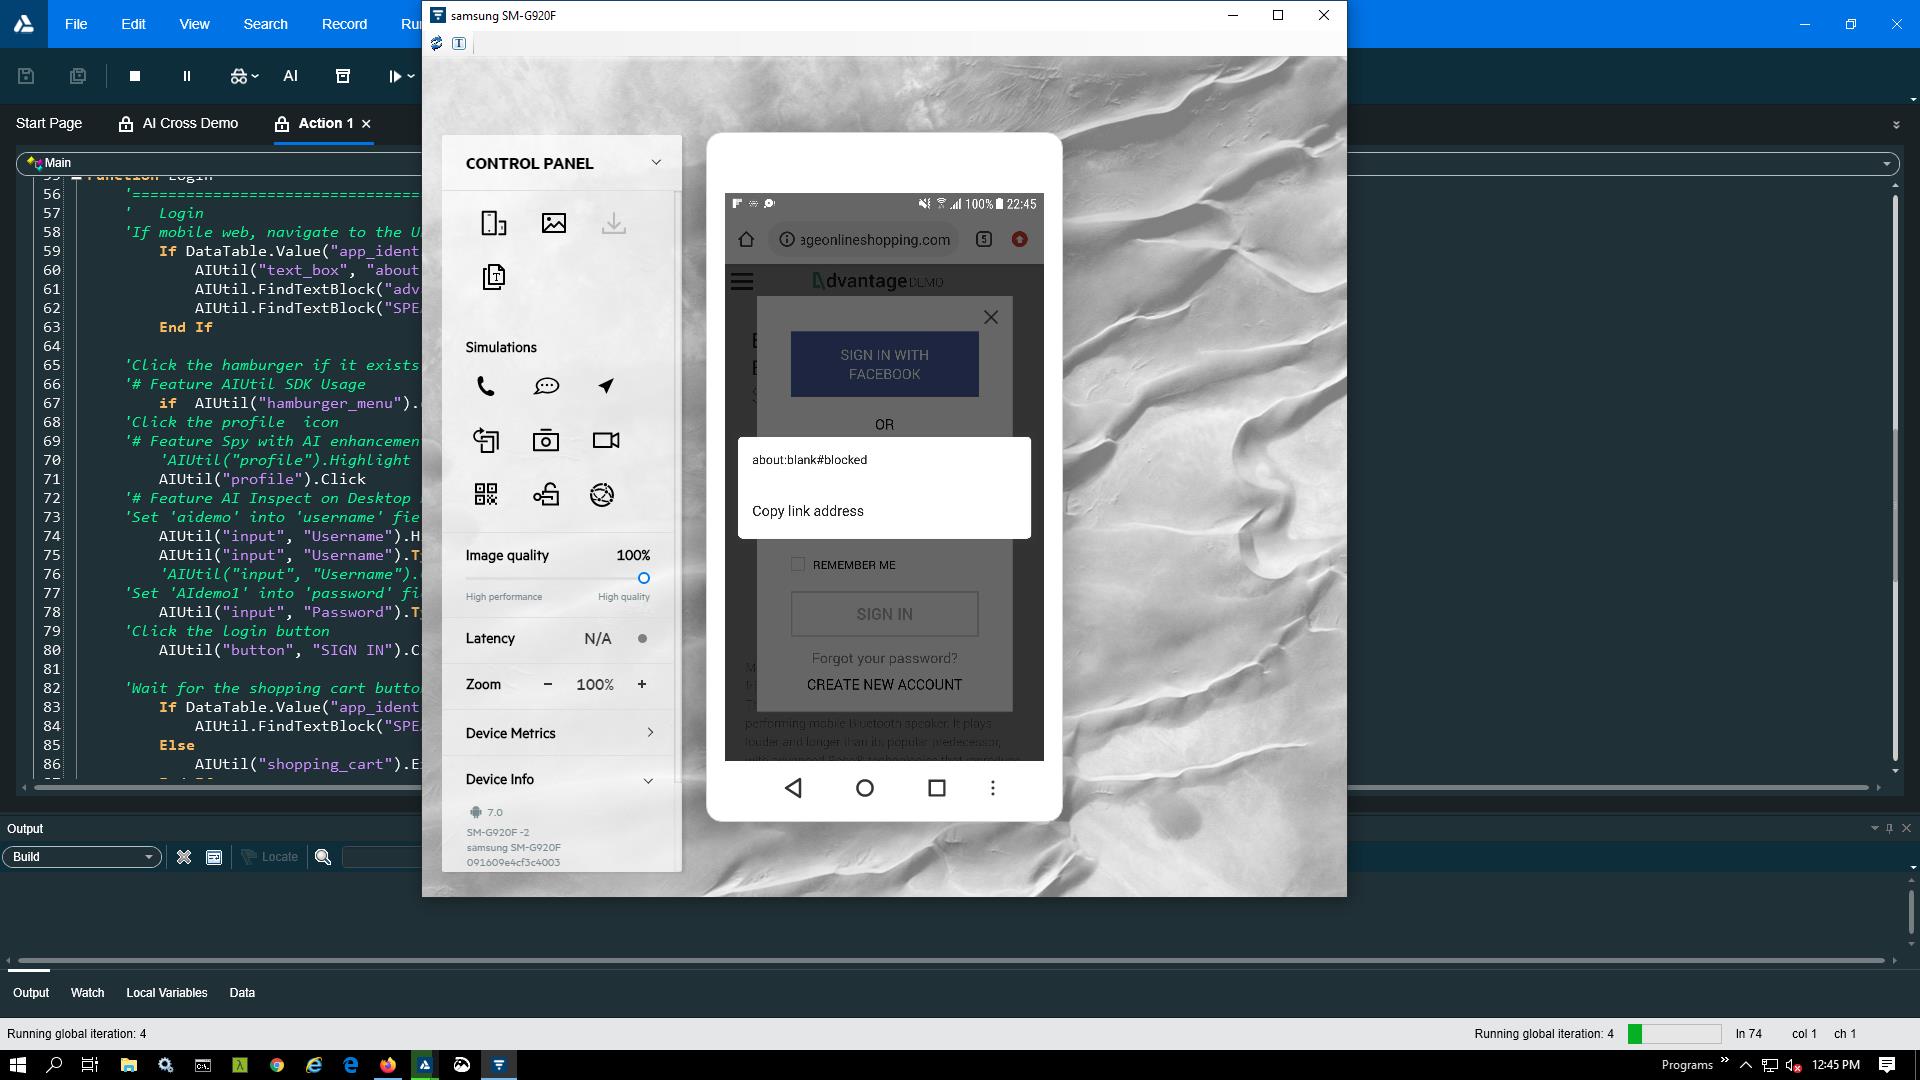 File Edit View Search Record
samsung SM-G920F
AI
Start Page AI Cross Demo Action 1
Main
56 '================================
57 '   Login
58 'If mobile web, navigate to the
59 If DataTable.Value("app_ident
60 AIUtil("text_box", "about
61 AIUtil.FindTextBlock("adv
62 AIUtil.FindTextBlock("SPE
63 End If
64
65 'Click the hamburger if it exists
66 '# Feature AIUtil SDK Usage
67 if  AIUtil("hamburger_menu").
68 'Click the profile  icon
69 '# Feature Spy with AI enhancemen
70 'AIUtil("profile").Highlight
71 AIUtil("profile").Click
72 '# Feature AI Inspect on Desktop
73 'Set 'aidemo' into 'username' fie
74 AIUtil("input", "Username").H
75 AIUtil("input", "Username").Ty
76 'AIUtil("input", "Username").
77 'Set 'AIdemo1' into 'password' fi
78 AIUtil("input", "Password").Ty
79 'Click the login button
80 AIUtil("button", "SIGN IN").C
81
82 'Wait for the shopping cart butto
83 If DataTable.Value("app_ident
84 AIUtil.FindTextBlock("SPE
85 Else
86 AIUtil("shopping_cart").E
CONTROL PANEL
Simulations
Image quality 100%
High performance High quality
Latency N/A
Zoom - 100% +
Device Metrics
Device Info
7.0
SM-G920F -2
samsung SM-G920F
091609e4cf3c4003
100% 22:45
ageonlineshopping.com 5
Advantage DEMO
SIGN IN WITH
FACEBOOK
OR
about:blank#blocked
Copy link address
REMEMBER ME
SIGN IN
Forgot your password?
CREATE NEW ACCOUNT
performing mobile Bluetooth speaker. It plays
louder and longer than its popular predecessor,
Output
Build Locate
Output Watch Local Variables Data
Running global iteration: 4 Running global iteration: 4 ln 74 col 1 ch 1
Programs 12:45 PM